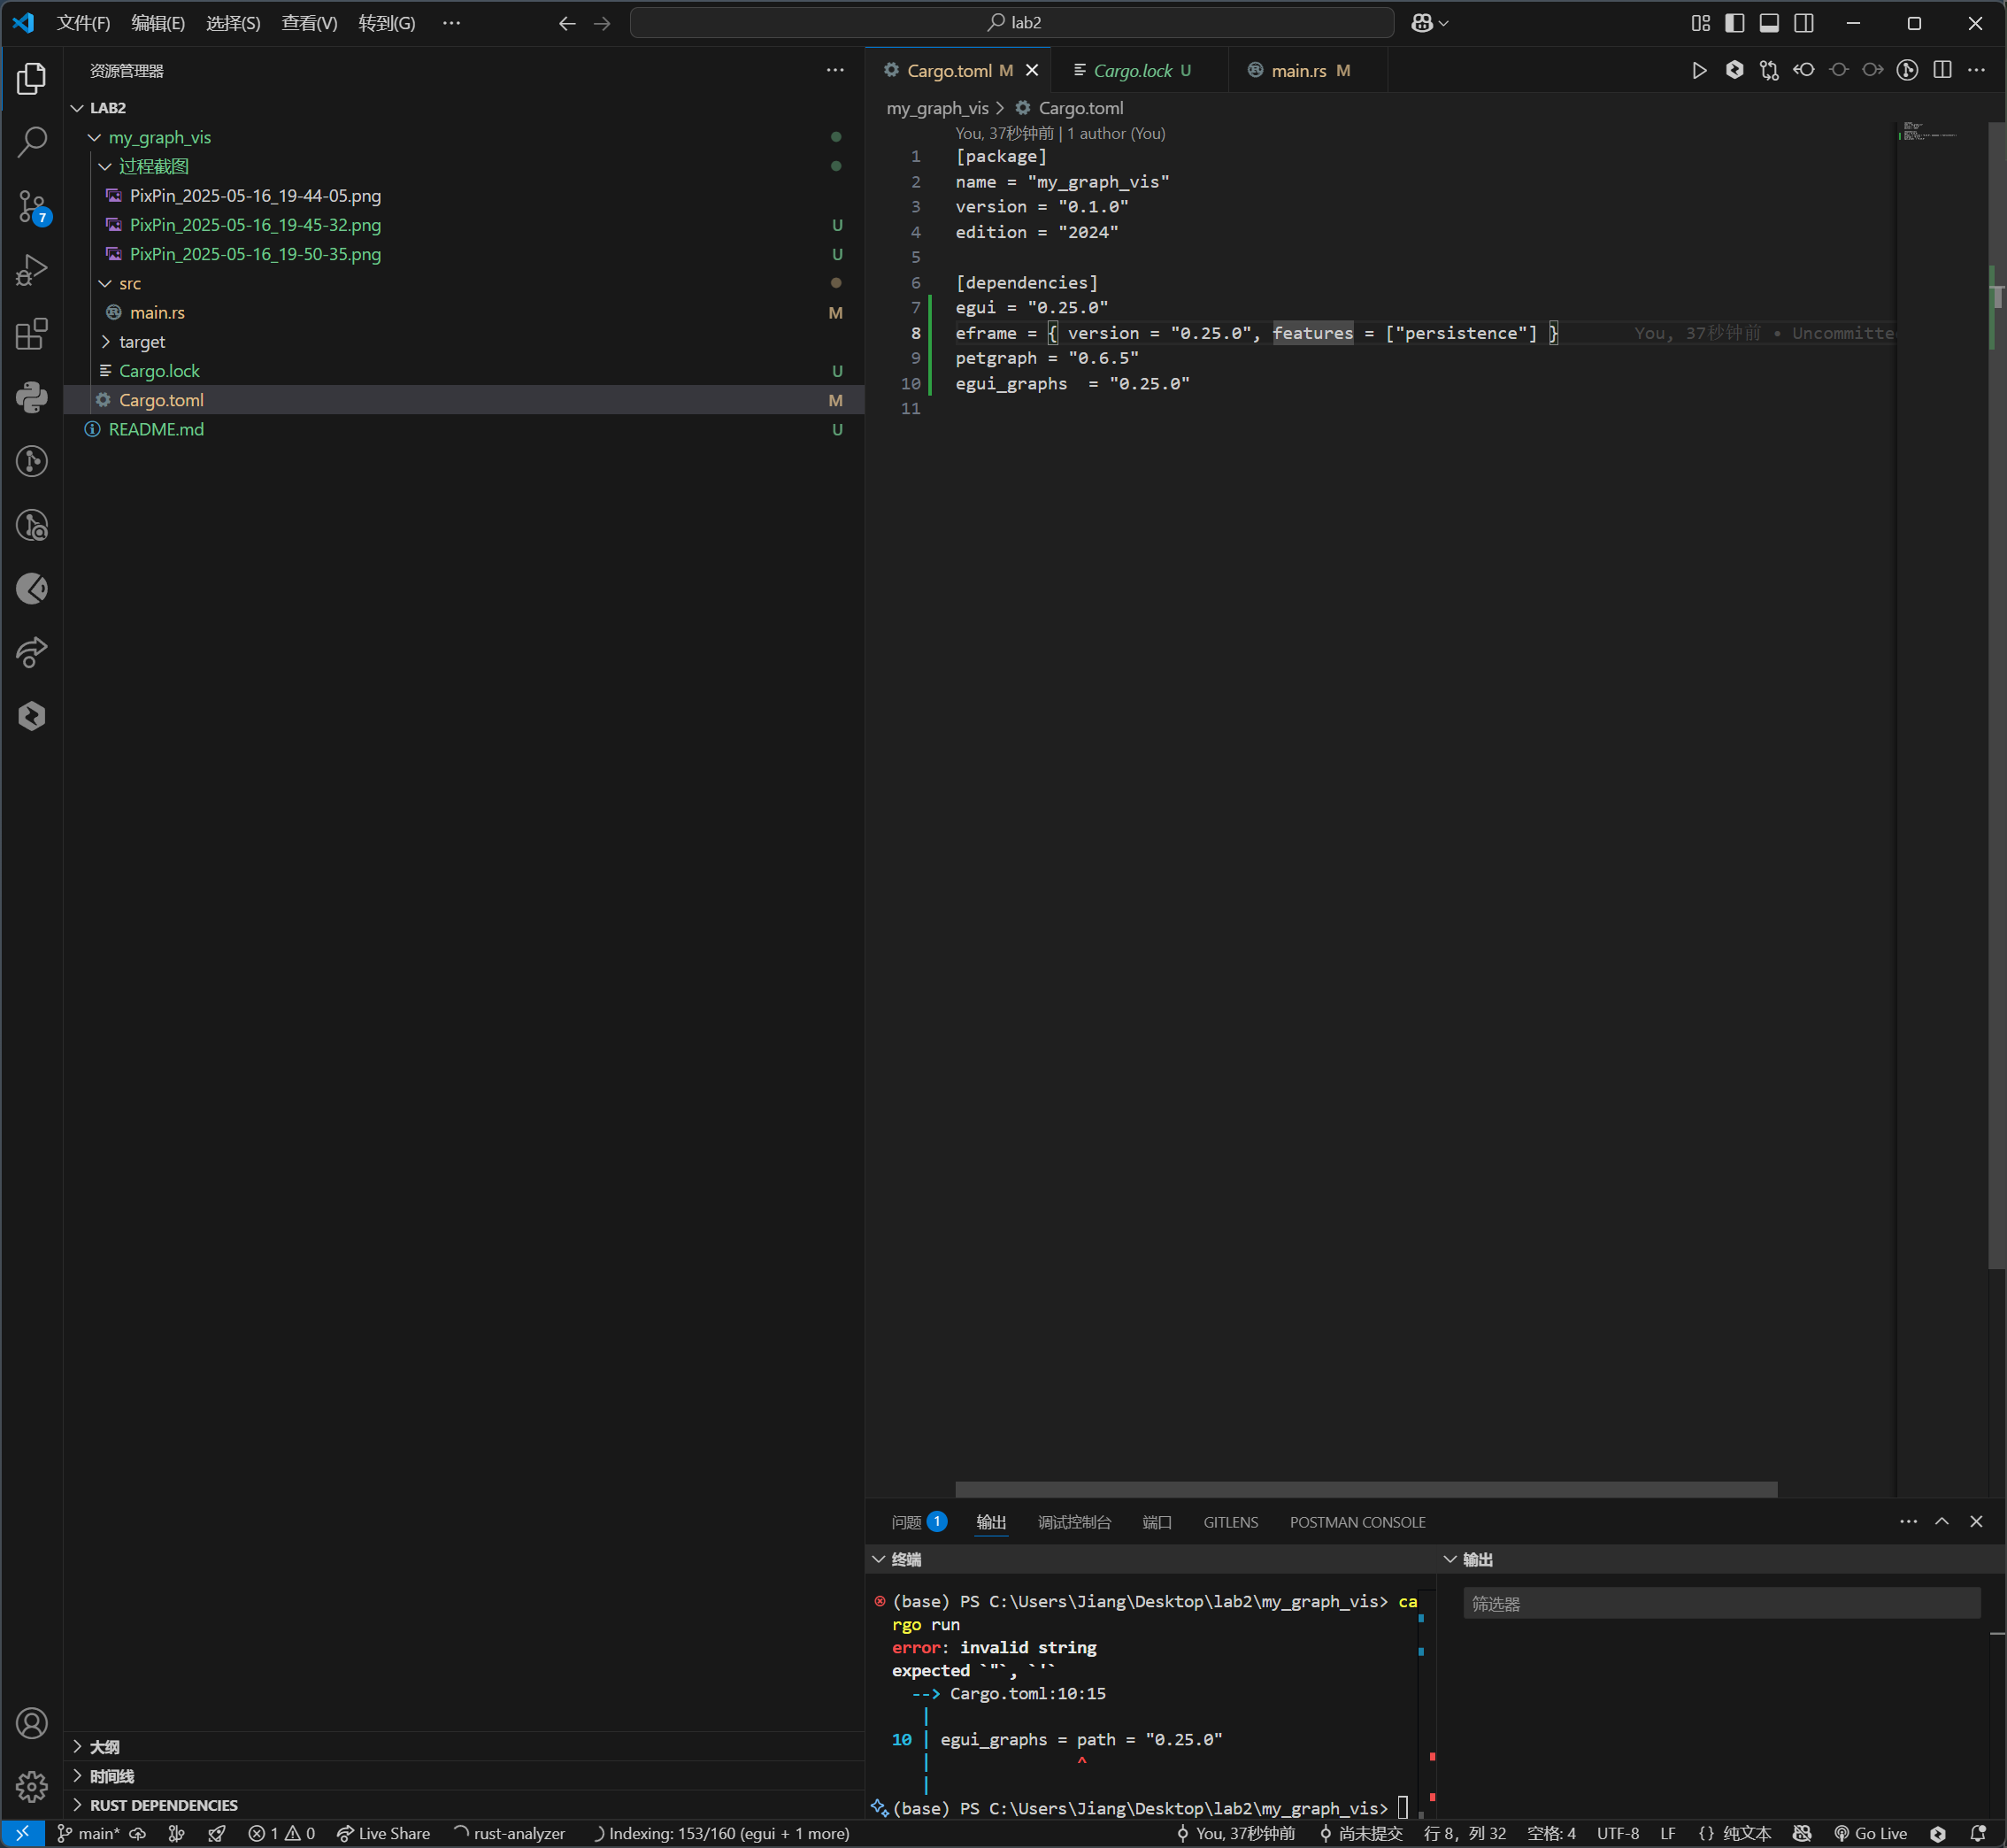 文件(F) 编辑(E) 选择(S) 查看(V) 转到(G) ··· lab2
资源管理器
LAB2
my_graph_vis
过程截图
PixPin_2025-05-16_19-44-05.png
PixPin_2025-05-16_19-45-32.png U
PixPin_2025-05-16_19-50-35.png U
src
main.rs M
target
Cargo.lock U
Cargo.toml M
README.md U
7
大纲
时间线
RUST DEPENDENCIES
Cargo.toml M Cargo.lock U main.rs M
my_graph_vis > Cargo.toml
You, 37秒钟前 | 1 author (You)
1 [package]
2 name = "my_graph_vis"
3 version = "0.1.0"
4 edition = "2024"
5
6 [dependencies]
7 egui = "0.25.0"
8 eframe = { version = "0.25.0", features = ["persistence"] } You, 37秒钟前 • Uncommitte
9 petgraph = "0.6.5"
10 egui_graphs  = "0.25.0"
11
问题 1 输出 调试控制台 端口 GITLENS POSTMAN CONSOLE
终端
(base) PS C:\Users\Jiang\Desktop\lab2\my_graph_vis> ca
rgo run
error: invalid string
expected `"`, `'`
--> Cargo.toml:10:15
|
10 | egui_graphs = path = "0.25.0"
| ^
|
(base) PS C:\Users\Jiang\Desktop\lab2\my_graph_vis>
输出
筛选器
main* 1 0 Live Share rust-analyzer Indexing: 153/160 (egui + 1 more) You, 37秒钟前 尚未提交 行 8, 列 32 空格: 4 UTF-8 LF {} 纯文本 Go Live